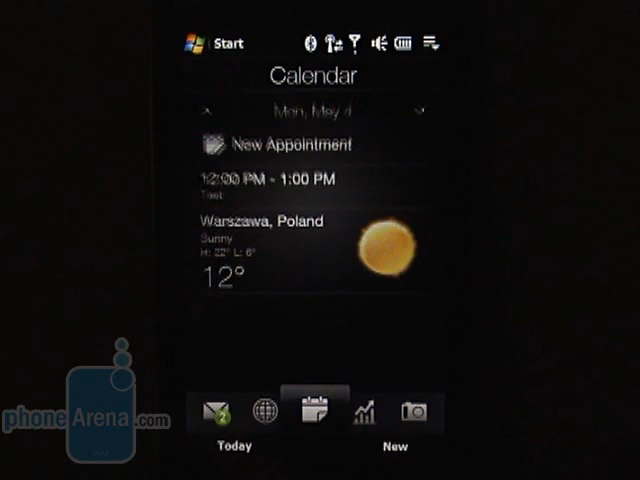 Start
Calendar
Mon, May 4
New Appointment
12:00 PM - 1:00 PM
Test
Warszawa, Poland
Sunny
H: 22° L: 6°
12°
2
phoneArena.com
Today
New